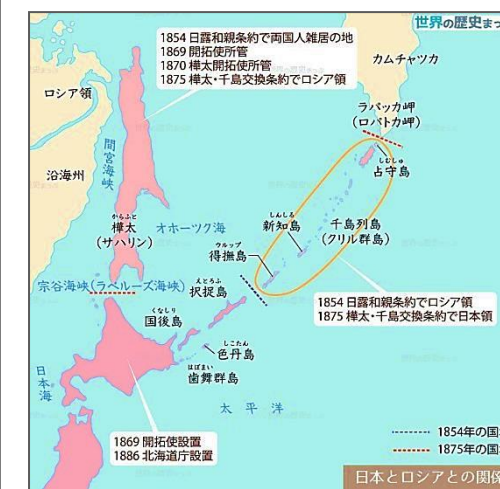 世界の歴史まっ
1854 日露和親条約で両国人雑居の地
1869 開拓使所管
1870 樺太開拓使所管
1875 樺太・千島交換条約でロシア領
カムチャツカ
ロシア領
ラパッカ岬
(ロパトカ岬)
しむしゅ
占守島
間宮海峡
沿海州
からふと
樺太
(サハリン)
オホーツク海
しんしる
新知島
千島列島
(クリル群島)
ウルップ
得撫島
宗谷海峡(ラペルーズ海峡)
えとろふ
択捉島
1854 日露和親条約でロシア領
1875 樺太・千島交換条約で日本領
くなしり
国後島
しこたん
色丹島
はぼまい
歯舞群島
日本海
太平洋
1869 開拓使設置
1886 北海道庁設置
1854年の国
1875年の国
日本とロシアとの関係